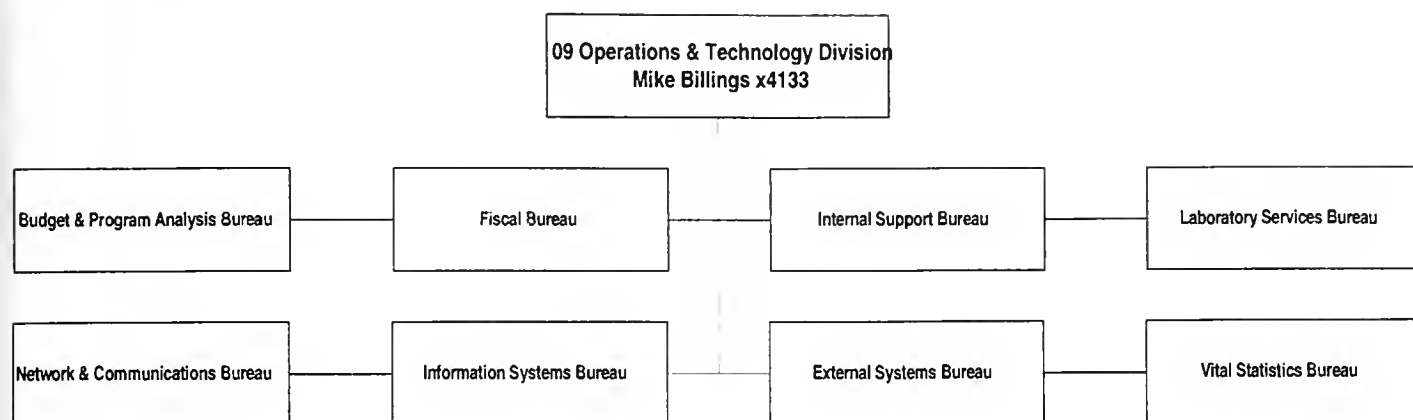 09 Operations & Technology Division
Mike Billings x4133
Budget & Program Analysis Bureau
Fiscal Bureau
Internal Support Bureau
Laboratory Services Bureau
Network & Communications Bureau
Information Systems Bureau
External Systems Bureau
Vital Statistics Bureau